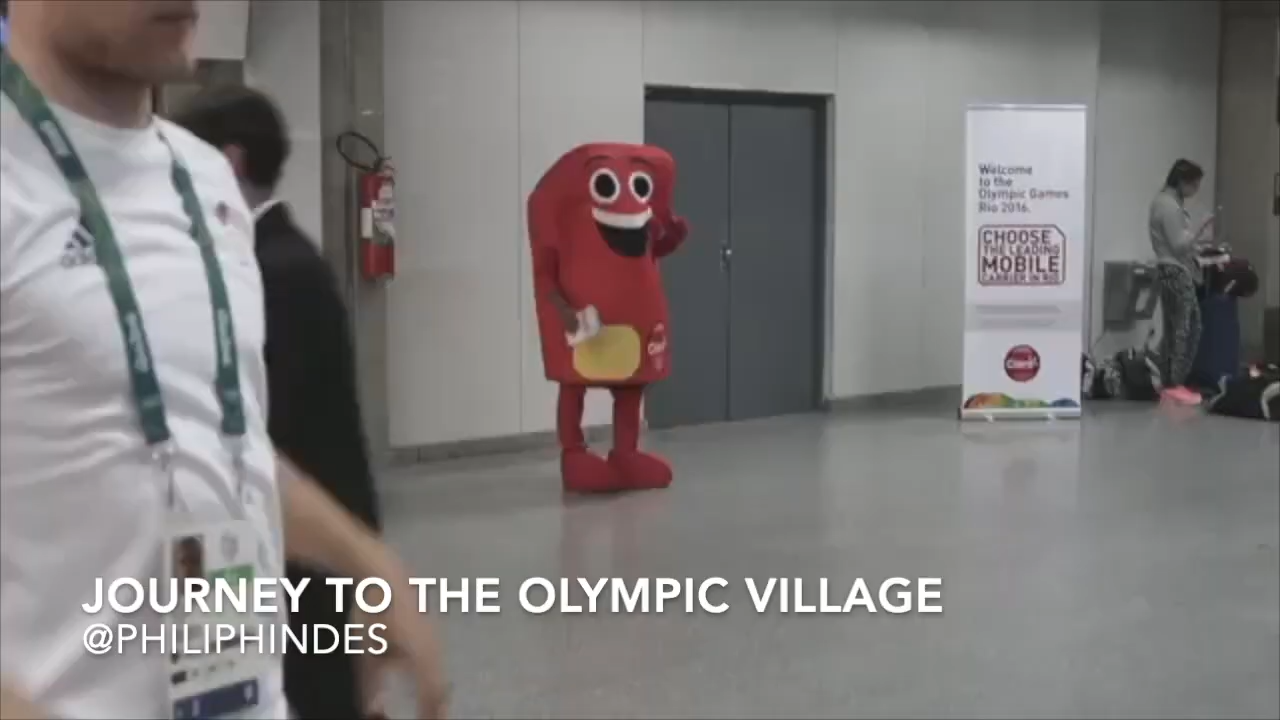 Welcome
to the
Olympic Games
Rio 2016.
CHOOSE
THE LEADING
MOBILE
CARRIER IN RIO
Claro
JOURNEY TO THE OLYMPIC VILLAGE
@PHILIPHINDES